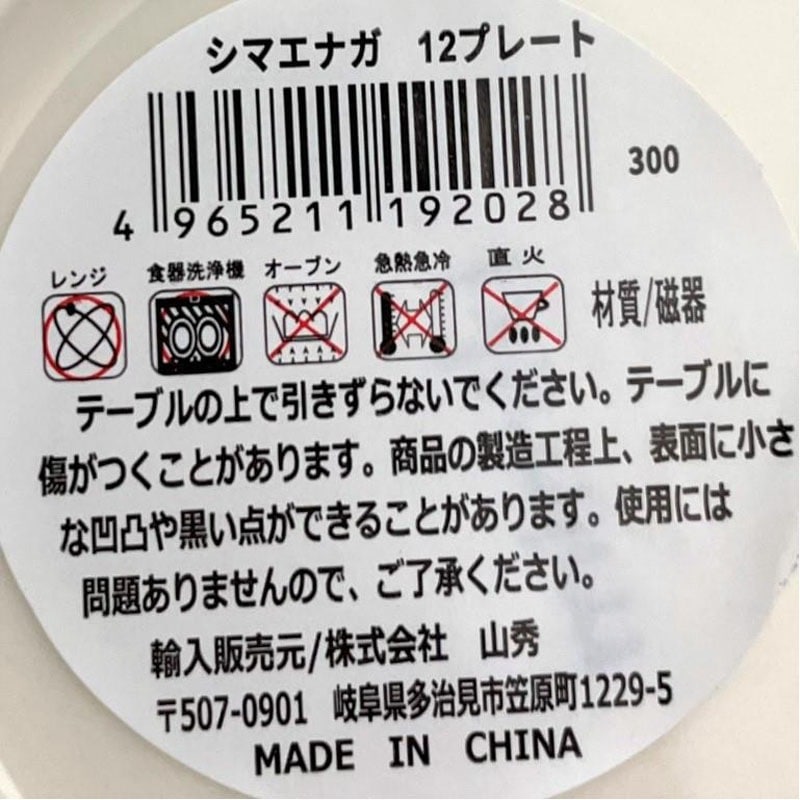 シマエナガ 12プレート
300
4 965211 192028
レンジ 食器洗浄機 オーブン 急熱急冷 直火
材質/磁器
テーブルの上で引きずらないでください。テーブルに
傷がつくことがあります。商品の製造工程上、表面に小さ
な凹凸や黒い点ができることがあります。使用には
問題ありませんので、ご了承ください。
輸入販売元/株式会社 山秀
〒507-0901 岐阜県多治見市笠原町1229-5
MADE IN CHINA